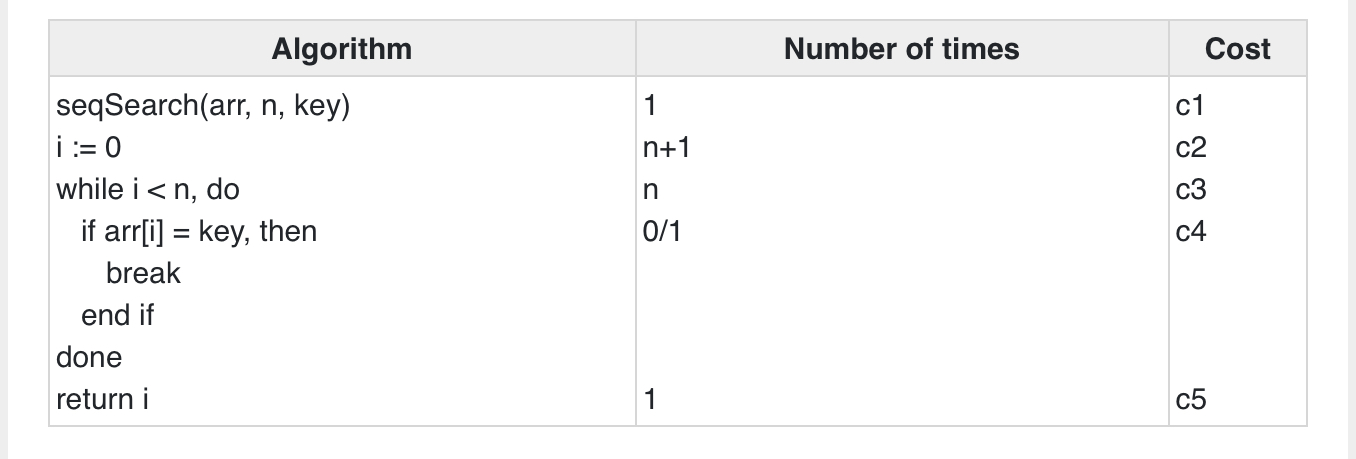 Algorithm Number of times Cost
seqSearch(arr, n, key) 1 c1
i := 0 n+1 c2
while i < n, do n c3
if arr[i] = key, then 0/1 c4
break
end if
done
return i 1 c5